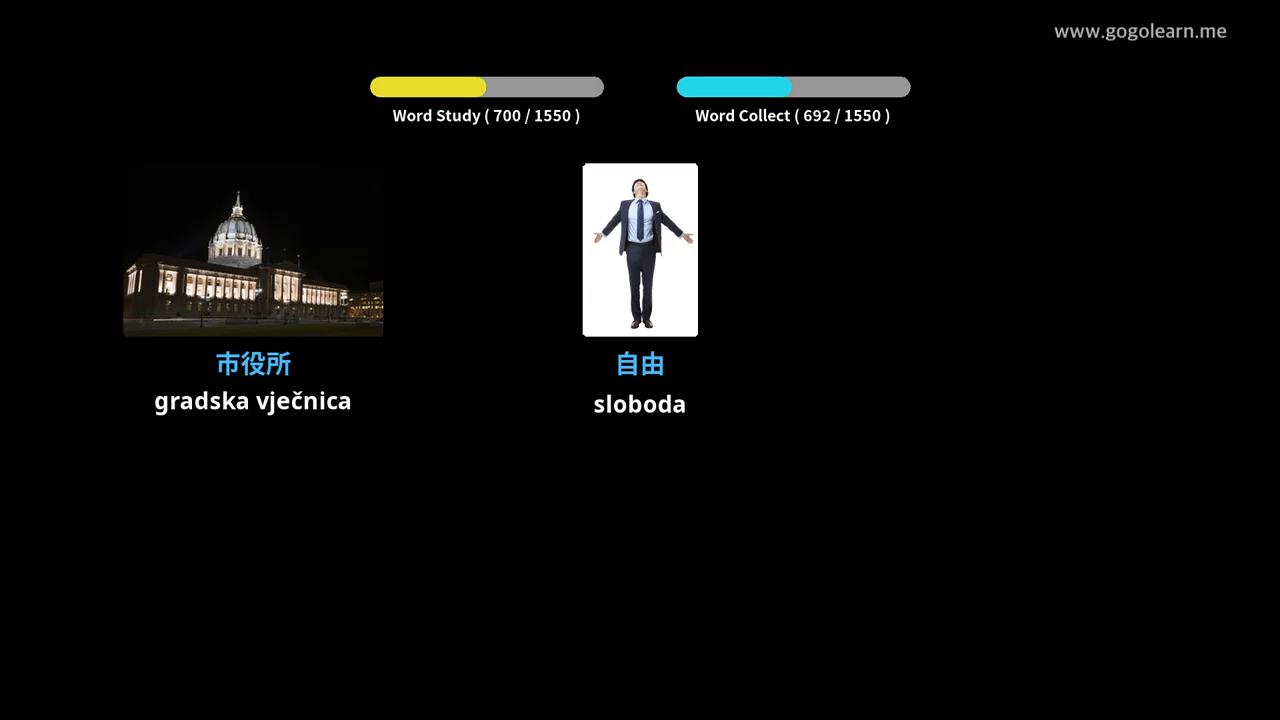 www.gogolearn.me
Word Study ( 700 / 1550 )
Word Collect ( 692 / 1550 )
市役所
gradska vječnica
自由
sloboda